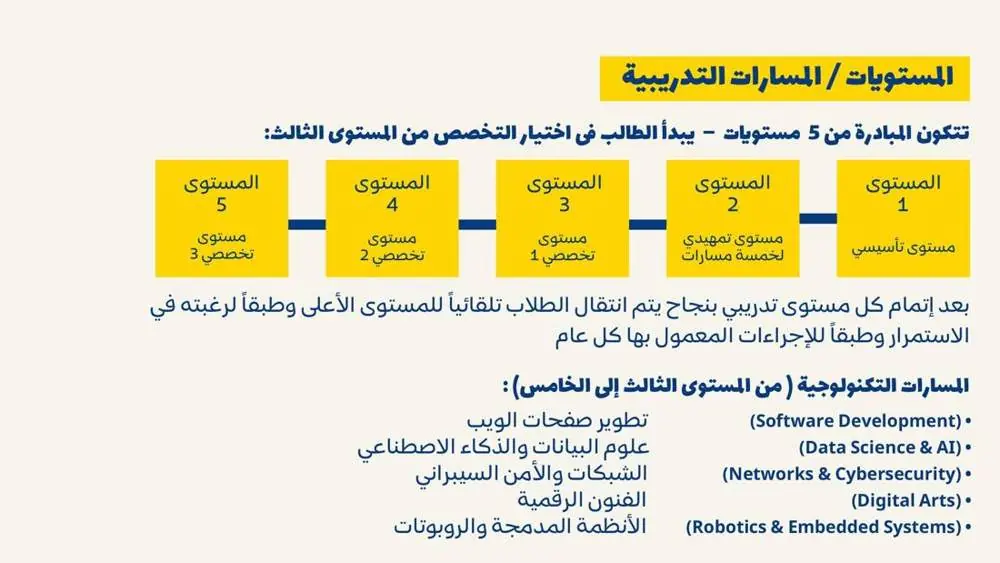 المستويات / المسارات التدريبية
تتكون المبادرة من 5 مستويات – يبدأ الطالب فى اختيار التخصص من المستوى الثالث:
المستوى
1
مستوى تأسيسي
المستوى
2
مستوى تمهيدي
لخمسة مسارات
المستوى
3
مستوى
تخصصي 1
المستوى
4
مستوى
تخصصي 2
المستوى
5
مستوى
تخصصي 3
بعد إتمام كل مستوى تدريبي بنجاح يتم انتقال الطلاب تلقائياً للمستوى الأعلى وطبقاً لرغبته في
الاستمرار وطبقاً للإجراءات المعمول بها كل عام
المسارات التكنولوجية ( من المستوى الثالث إلى الخامس) :
• (Software Development) تطوير صفحات الويب
• (Data Science & AI) علوم البيانات والذكاء الاصطناعي
• (Networks & Cybersecurity) الشبكات والأمن السيبراني
• (Digital Arts) الفنون الرقمية
• (Robotics & Embedded Systems) الأنظمة المدمجة والروبوتات